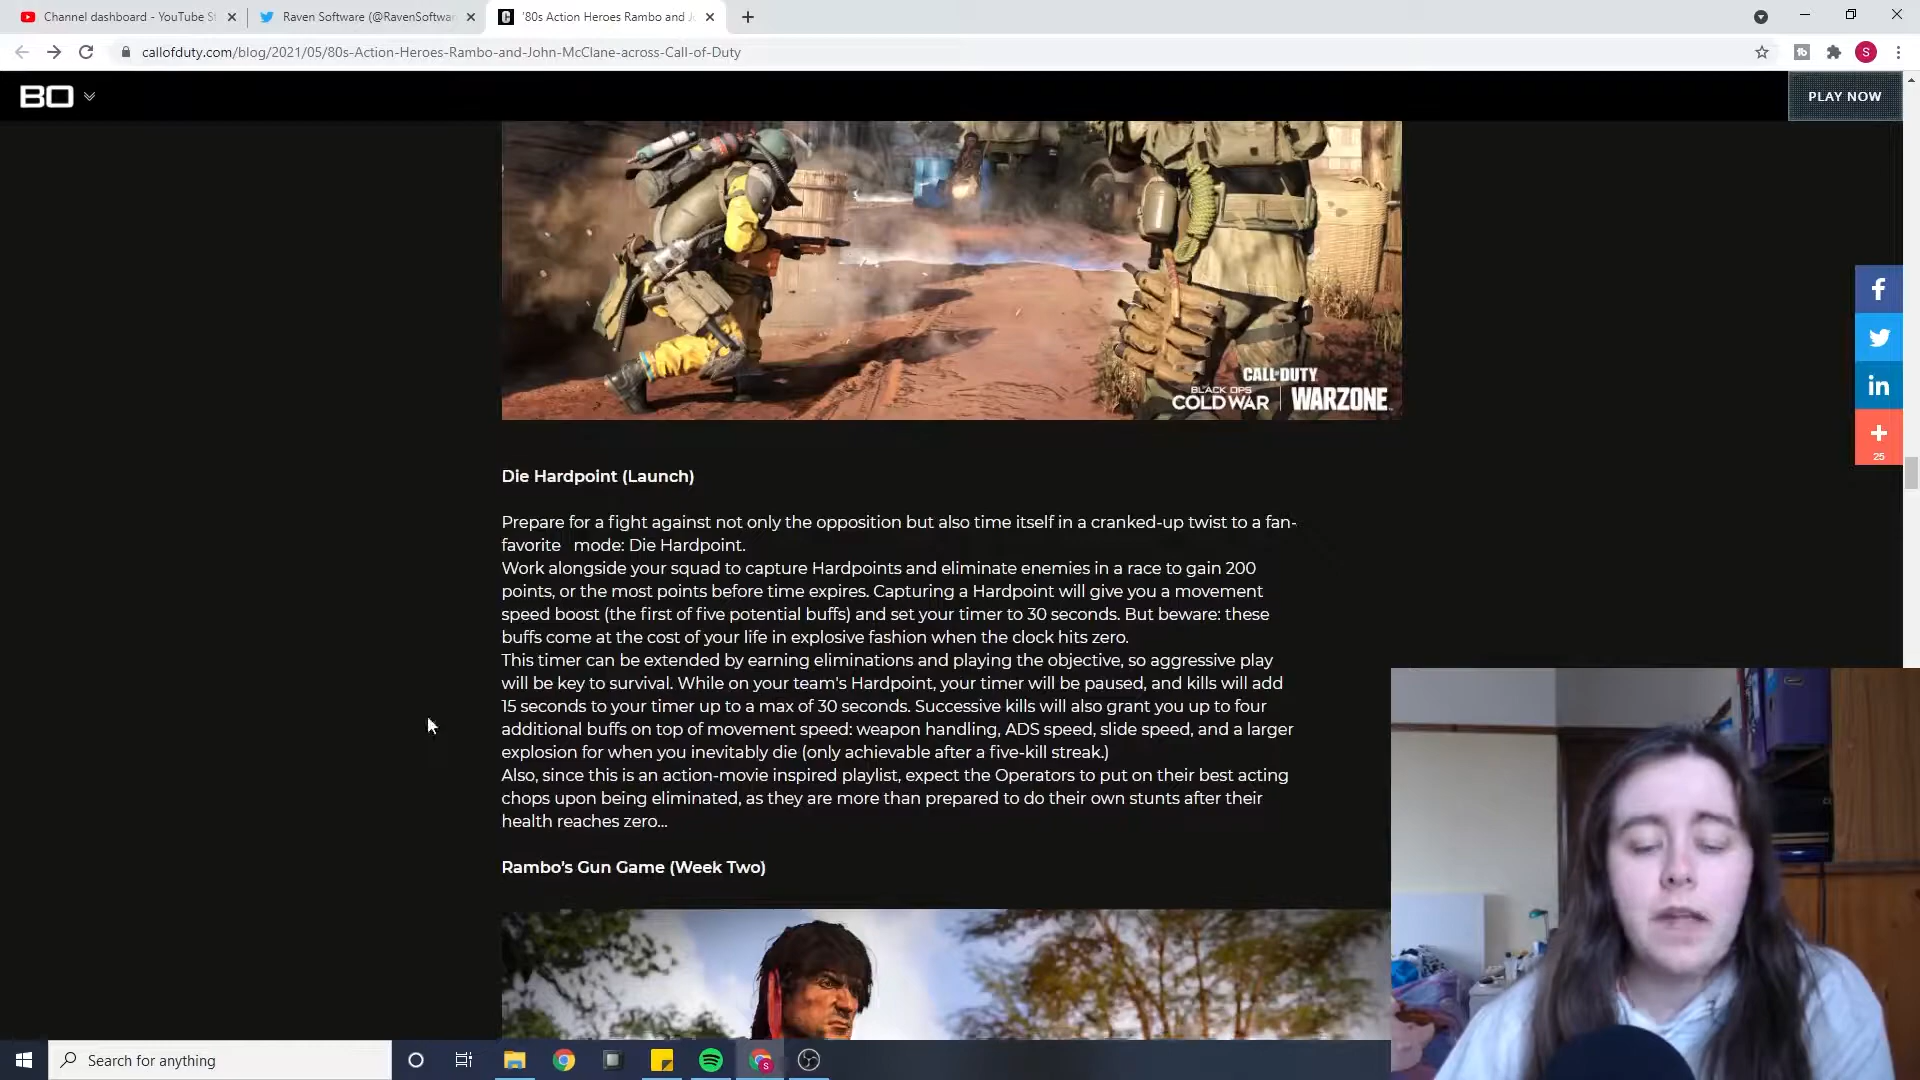 Channel dashboard - YouTube St
Raven Software (@RavenSoftwar
'80s Action Heroes Rambo and J
callofduty.com/blog/2021/05/80s-Action-Heroes-Rambo-and-John-McClane-across-Call-of-Duty
S
BO
PLAY NOW
CALL OF DUTY
BLACK OPS
COLD WAR | WARZONE
25
Die Hardpoint (Launch)
Prepare for a fight against not only the opposition but also time itself in a cranked-up twist to a fan-
favorite mode: Die Hardpoint.
Work alongside your squad to capture Hardpoints and eliminate enemies in a race to gain 200
points, or the most points before time expires. Capturing a Hardpoint will give you a movement
speed boost (the first of five potential buffs) and set your timer to 30 seconds. But beware: these
buffs come at the cost of your life in explosive fashion when the clock hits zero.
This timer can be extended by earning eliminations and playing the objective, so aggressive play
will be key to survival. While on your team's Hardpoint, your timer will be paused, and kills will add
15 seconds to your timer up to a max of 30 seconds. Successive kills will also grant you up to four
additional buffs on top of movement speed: weapon handling, ADS speed, slide speed, and a larger
explosion for when you inevitably die (only achievable after a five-kill streak.)
Also, since this is an action-movie inspired playlist, expect the Operators to put on their best acting
chops upon being eliminated, as they are more than prepared to do their own stunts after their
health reaches zero...
Rambo's Gun Game (Week Two)
Search for anything